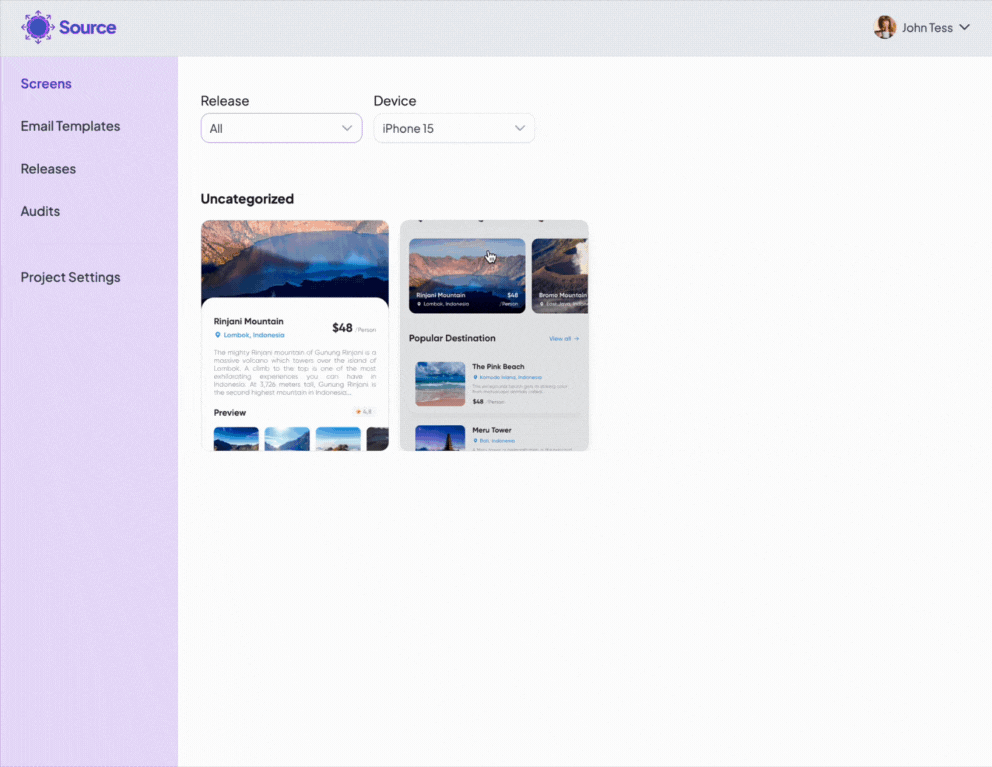 Source
John Tess
Screens
Email Templates
Releases
Audits
Project Settings
Release
Device
All
iPhone 15
Uncategorized
Rinjani Mountain
Lombok, Indonesia
$48 /Person
The mighty Rinjani mountain of Gunung Rinjani is a
massive volcano which towers over the island of
Lombok. A climb to the top is one of the most
exhilarating experiences you can have in
Indonesia. At 3,726 meters tall, Gunung Rinjani is
the second highest mountain in Indonesia...
Preview
4,8
Rinjani Mountain
$48
Lombok, Indonesia
/Person
Bromo Mountain
East Java, Indone
Popular Destination
View all →
The Pink Beach
Komodo Island, Indonesia
$48 /Person
Meru Tower
Bali, Indonesia